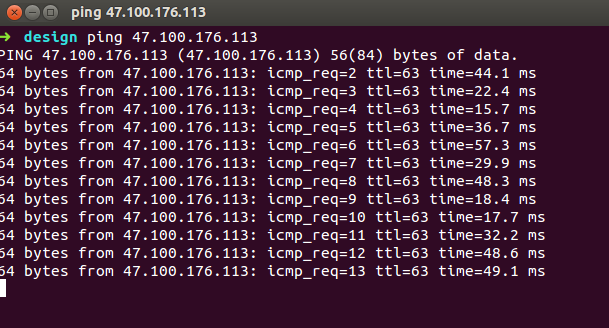 ping 47.100.176.113
➜ design ping 47.100.176.113
PING 47.100.176.113 (47.100.176.113) 56(84) bytes of data.
64 bytes from 47.100.176.113: icmp_req=2 ttl=63 time=44.1 ms
64 bytes from 47.100.176.113: icmp_req=3 ttl=63 time=22.4 ms
64 bytes from 47.100.176.113: icmp_req=4 ttl=63 time=15.7 ms
64 bytes from 47.100.176.113: icmp_req=5 ttl=63 time=36.7 ms
64 bytes from 47.100.176.113: icmp_req=6 ttl=63 time=57.3 ms
64 bytes from 47.100.176.113: icmp_req=7 ttl=63 time=29.9 ms
64 bytes from 47.100.176.113: icmp_req=8 ttl=63 time=48.3 ms
64 bytes from 47.100.176.113: icmp_req=9 ttl=63 time=18.4 ms
64 bytes from 47.100.176.113: icmp_req=10 ttl=63 time=17.7 ms
64 bytes from 47.100.176.113: icmp_req=11 ttl=63 time=32.2 ms
64 bytes from 47.100.176.113: icmp_req=12 ttl=63 time=48.6 ms
64 bytes from 47.100.176.113: icmp_req=13 ttl=63 time=49.1 ms